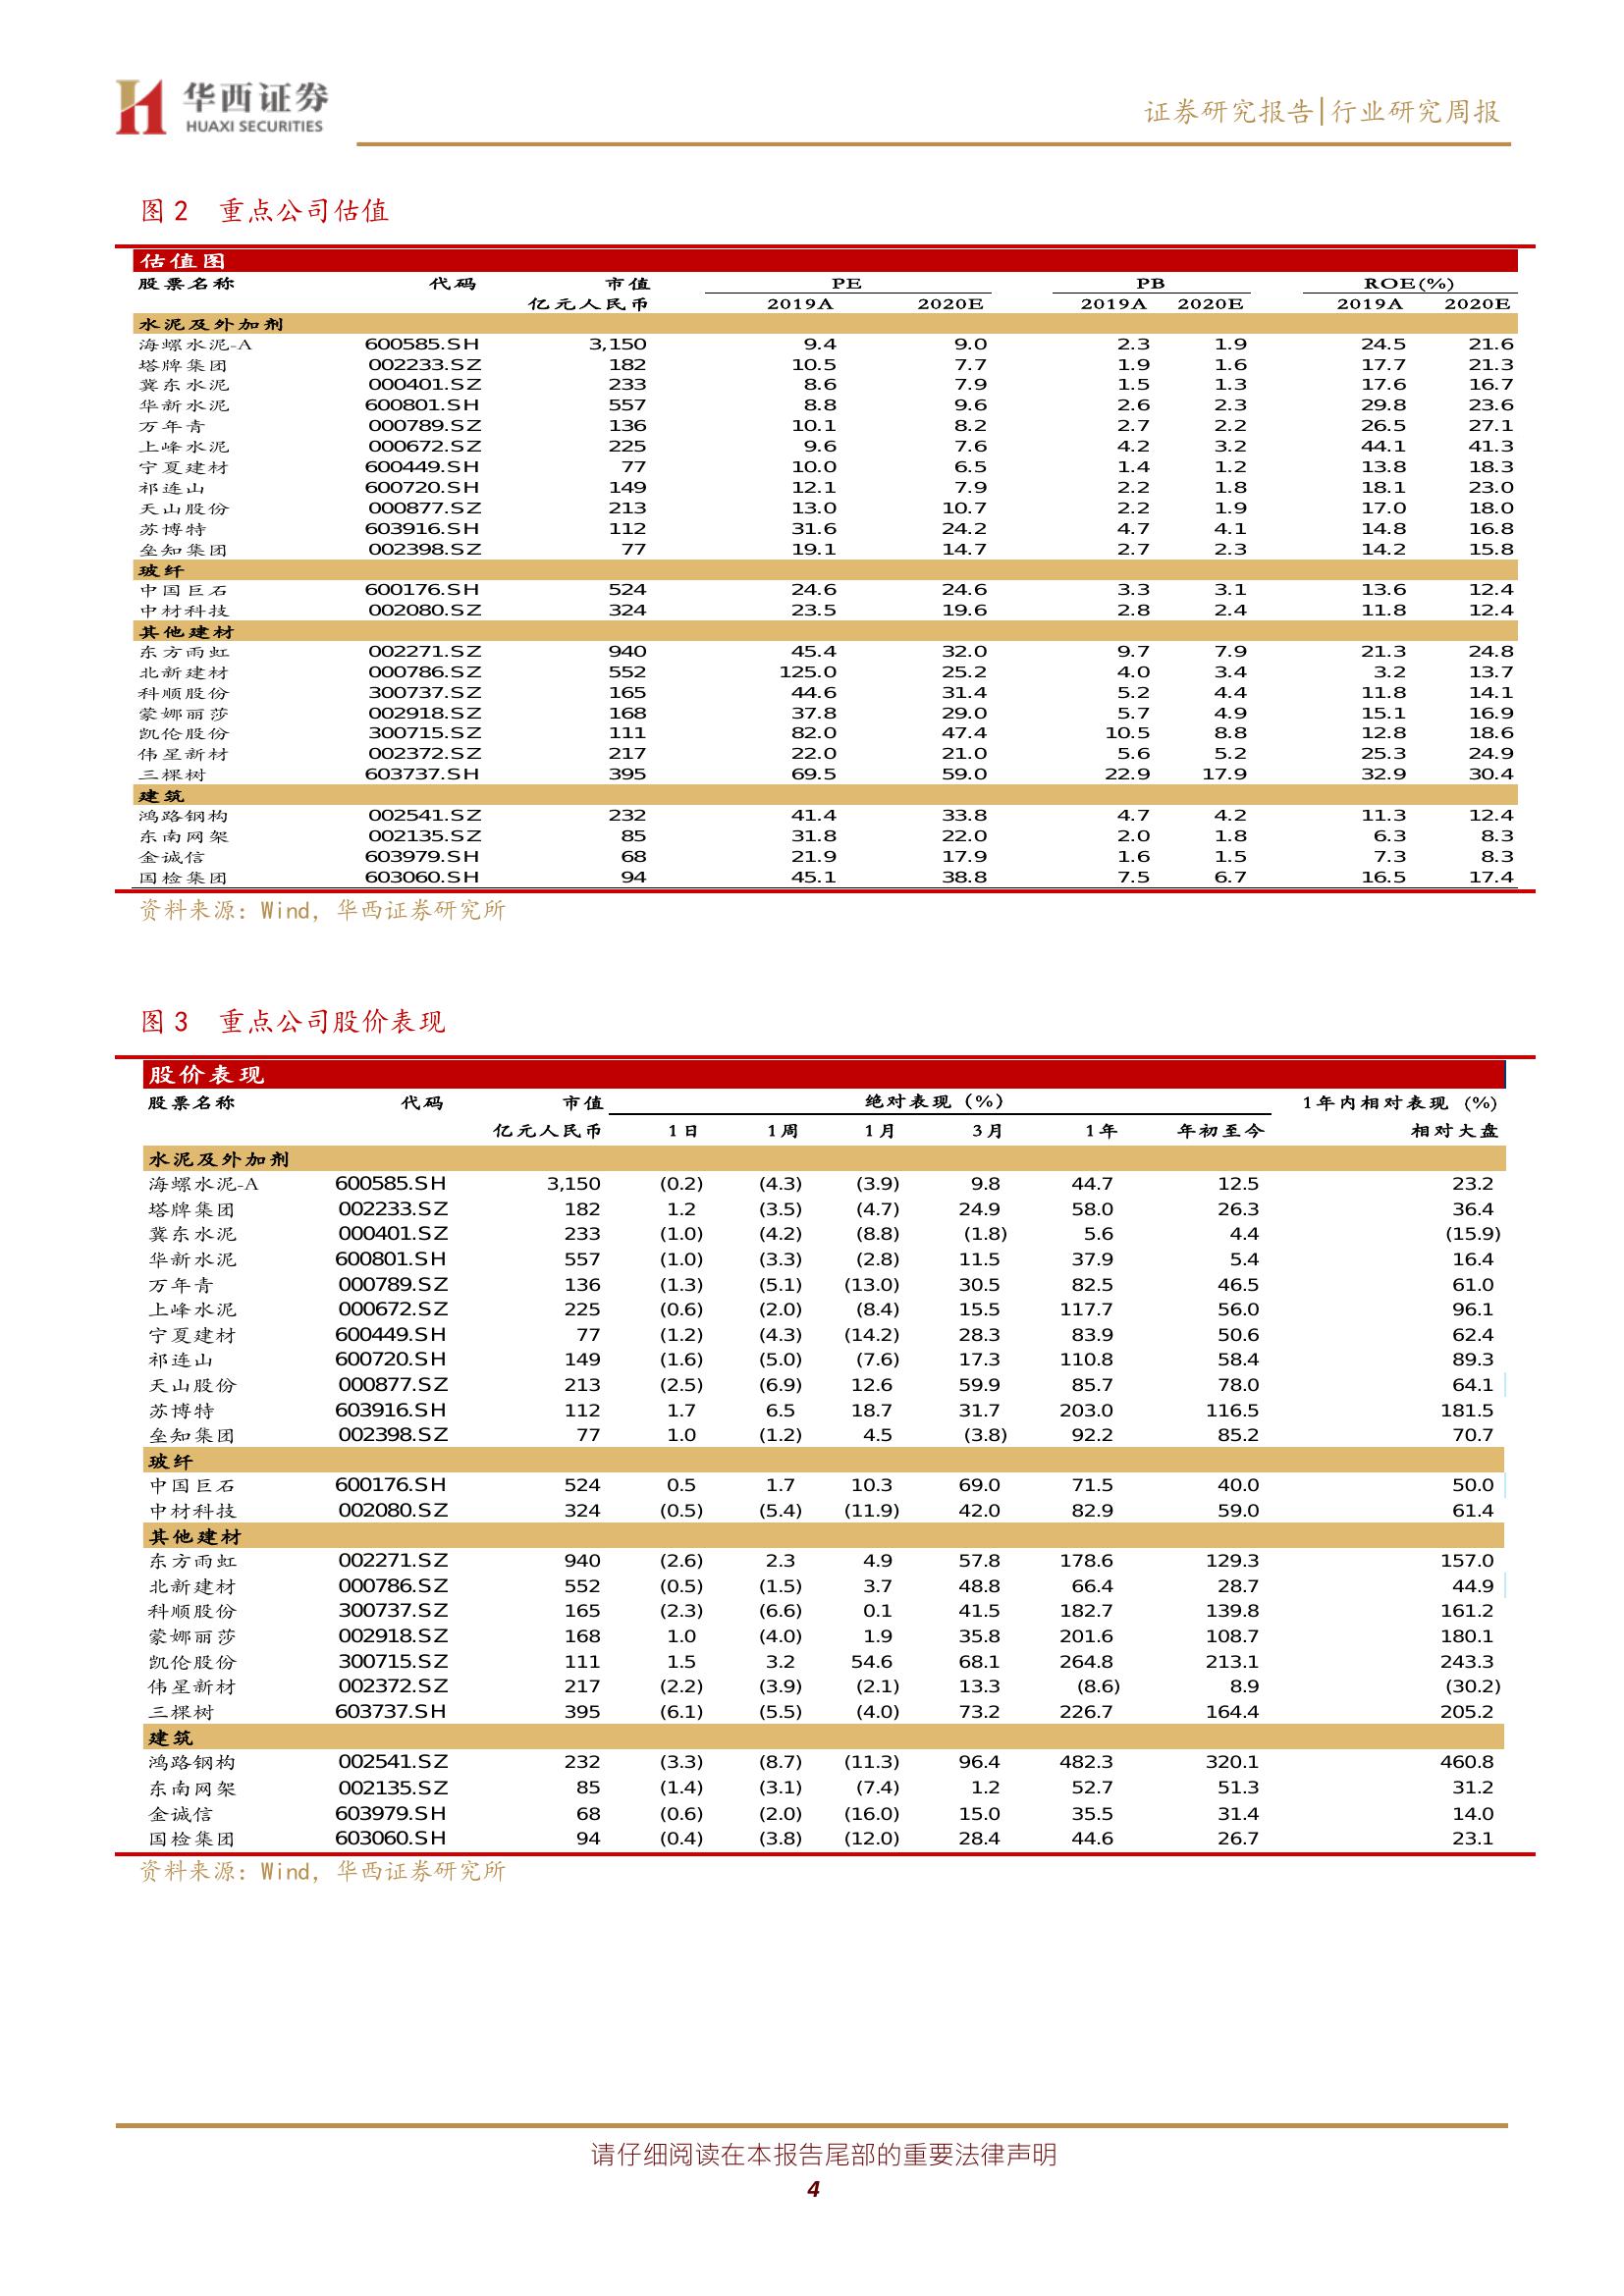 华西证券
HUAXI SECURITIES
证券研究报告|行业研究周报
图 2 重点公司估值
估值图
股票名称 代码 市值 PE PB ROE(%)
亿元人民币 2019A 2020E 2019A 2020E 2019A 2020E
水泥及外加剂
海螺水泥-A 600585.SH 3,150 9.4 9.0 2.3 1.9 24.5 21.6
塔牌集团 002233.SZ 182 10.5 7.7 1.9 1.6 17.7 21.3
冀东水泥 000401.SZ 233 8.6 7.9 1.5 1.3 17.6 16.7
华新水泥 600801.SH 557 8.8 9.6 2.6 2.3 29.8 23.6
万年青 000789.SZ 136 10.1 8.2 2.7 2.2 26.5 27.1
上峰水泥 000672.SZ 225 9.6 7.6 4.2 3.2 44.1 41.3
宁夏建材 600449.SH 77 10.0 6.5 1.4 1.2 13.8 18.3
祁连山 600720.SH 149 12.1 7.9 2.2 1.8 18.1 23.0
天山股份 000877.SZ 213 13.0 10.7 2.2 1.9 17.0 18.0
苏博特 603916.SH 112 31.6 24.2 4.7 4.1 14.8 16.8
垒知集团 002398.SZ 77 19.1 14.7 2.7 2.3 14.2 15.8
玻纤
中国巨石 600176.SH 524 24.6 24.6 3.3 3.1 13.6 12.4
中材科技 002080.SZ 324 23.5 19.6 2.8 2.4 11.8 12.4
其他建材
东方雨虹 002271.SZ 940 45.4 32.0 9.7 7.9 21.3 24.8
北新建材 000786.SZ 552 125.0 25.2 4.0 3.4 3.2 13.7
科顺股份 300737.SZ 165 44.6 31.4 5.2 4.4 11.8 14.1
蒙娜丽莎 002918.SZ 168 37.8 29.0 5.7 4.9 15.1 16.9
凯伦股份 300715.SZ 111 82.0 47.4 10.5 8.8 12.8 18.6
伟星新材 002372.SZ 217 22.0 21.0 5.6 5.2 25.3 24.9
三棵树 603737.SH 395 69.5 59.0 22.9 17.9 32.9 30.4
建筑
鸿路钢构 002541.SZ 232 41.4 33.8 4.7 4.2 11.3 12.4
东南网架 002135.SZ 85 31.8 22.0 2.0 1.8 6.3 8.3
金诚信 603979.SH 68 21.9 17.9 1.6 1.5 7.3 8.3
国检集团 603060.SH 94 45.1 38.8 7.5 6.7 16.5 17.4
资料来源：Wind，华西证券研究所
图 3 重点公司股价表现
股价表现
股票名称 代码 市值 绝对表现 (%) 1年内相对表现 (%)
亿元人民币 1日 1周 1月 3月 1年 年初至今 相对大盘
水泥及外加剂
海螺水泥-A 600585.SH 3,150 (0.2) (4.3) (3.9) 9.8 44.7 12.5 23.2
塔牌集团 002233.SZ 182 1.2 (3.5) (4.7) 24.9 58.0 26.3 36.4
冀东水泥 000401.SZ 233 (1.0) (4.2) (8.8) (1.8) 5.6 4.4 (15.9)
华新水泥 600801.SH 557 (1.0) (3.3) (2.8) 11.5 37.9 5.4 16.4
万年青 000789.SZ 136 (1.3) (5.1) (13.0) 30.5 82.5 46.5 61.0
上峰水泥 000672.SZ 225 (0.6) (2.0) (8.4) 15.5 117.7 56.0 96.1
宁夏建材 600449.SH 77 (1.2) (4.3) (14.2) 28.3 83.9 50.6 62.4
祁连山 600720.SH 149 (1.6) (5.0) (7.6) 17.3 110.8 58.4 89.3
天山股份 000877.SZ 213 (2.5) (6.9) 12.6 59.9 85.7 78.0 64.1
苏博特 603916.SH 112 1.7 6.5 18.7 31.7 203.0 116.5 181.5
垒知集团 002398.SZ 77 1.0 (1.2) 4.5 (3.8) 92.2 85.2 70.7
玻纤
中国巨石 600176.SH 524 0.5 1.7 10.3 69.0 71.5 40.0 50.0
中材科技 002080.SZ 324 (0.5) (5.4) (11.9) 42.0 82.9 59.0 61.4
其他建材
东方雨虹 002271.SZ 940 (2.6) 2.3 4.9 57.8 178.6 129.3 157.0
北新建材 000786.SZ 552 (0.5) (1.5) 3.7 48.8 66.4 28.7 44.9
科顺股份 300737.SZ 165 (2.3) (6.6) 0.1 41.5 182.7 139.8 161.2
蒙娜丽莎 002918.SZ 168 1.0 (4.0) 1.9 35.8 201.6 108.7 180.1
凯伦股份 300715.SZ 111 1.5 3.2 54.6 68.1 264.8 213.1 243.3
伟星新材 002372.SZ 217 (2.2) (3.9) (2.1) 13.3 (8.6) 8.9 (30.2)
三棵树 603737.SH 395 (6.1) (5.5) (4.0) 73.2 226.7 164.4 205.2
建筑
鸿路钢构 002541.SZ 232 (3.3) (8.7) (11.3) 96.4 482.3 320.1 460.8
东南网架 002135.SZ 85 (1.4) (3.1) (7.4) 1.2 52.7 51.3 31.2
金诚信 603979.SH 68 (0.6) (2.0) (16.0) 15.0 35.5 31.4 14.0
国检集团 603060.SH 94 (0.4) (3.8) (12.0) 28.4 44.6 26.7 23.1
资料来源：Wind，华西证券研究所
请仔细阅读在本报告尾部的重要法律声明
4